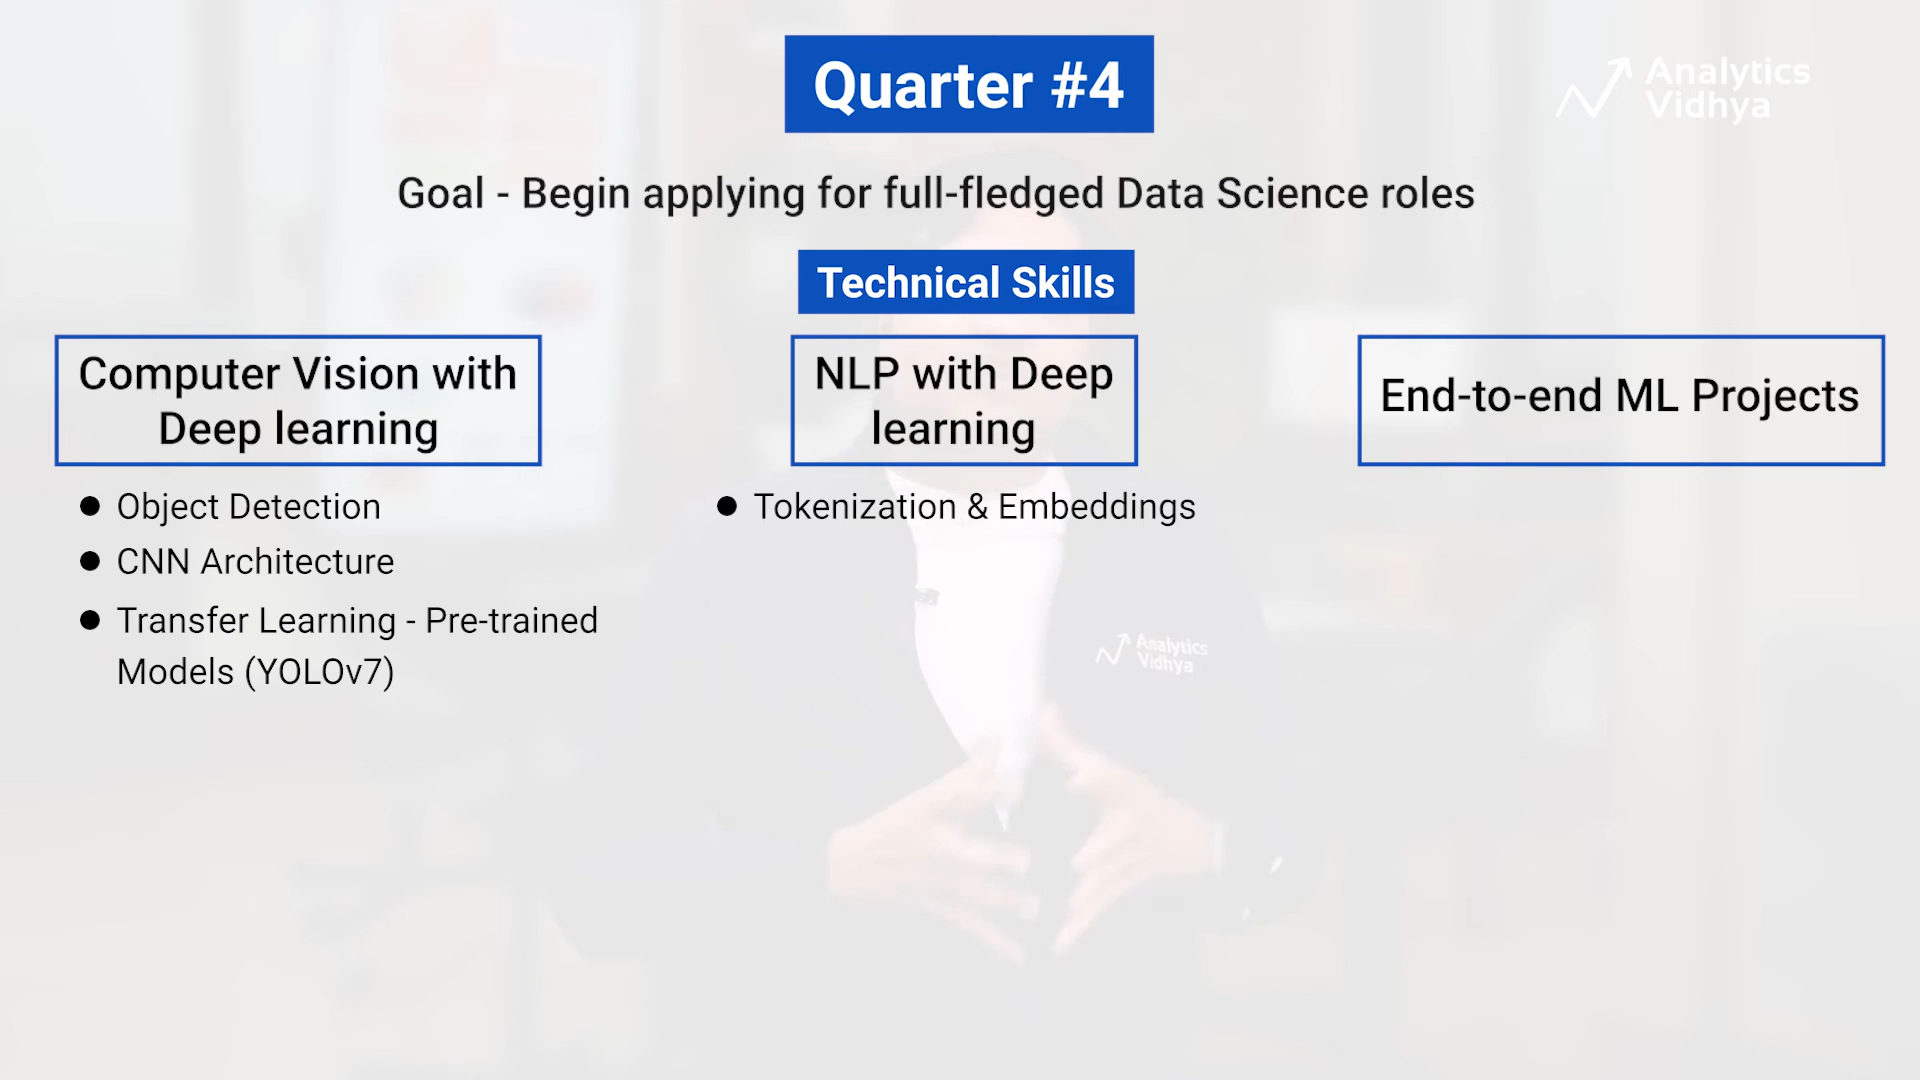 Quarter #4
Analytics
Vidhya
Goal - Begin applying for full-fledged Data Science roles
Technical Skills
Computer Vision with
Deep learning
NLP with Deep
learning
End-to-end ML Projects
Object Detection
CNN Architecture
Transfer Learning - Pre-trained
Models (YOLOv7)
Tokenization & Embeddings
Analytics
Vidhya